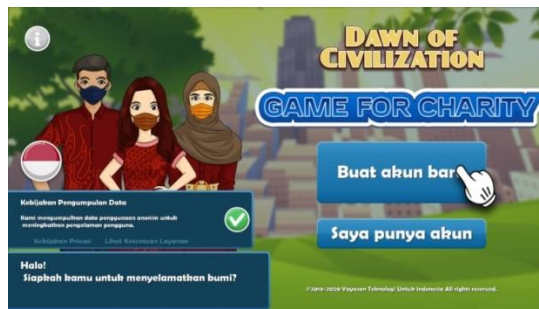 DAWN OF
CIVILIZATION
GAME FOR CHARITY
Buat akun bar
Saya punya akun
Kebijakan Pengumpulan Data
Kami mengumpulkan data penggunaan anonim untuk
meningkatkan pengalaman pengguna.
Kebijakan Privasi Lihat Ketentuan Layanan
Halo!
Siapkah kamu untuk menyelamatkan bumi?
©2019-2020 Yayasan Teknologi Untuk Indonesia All rights reserved.